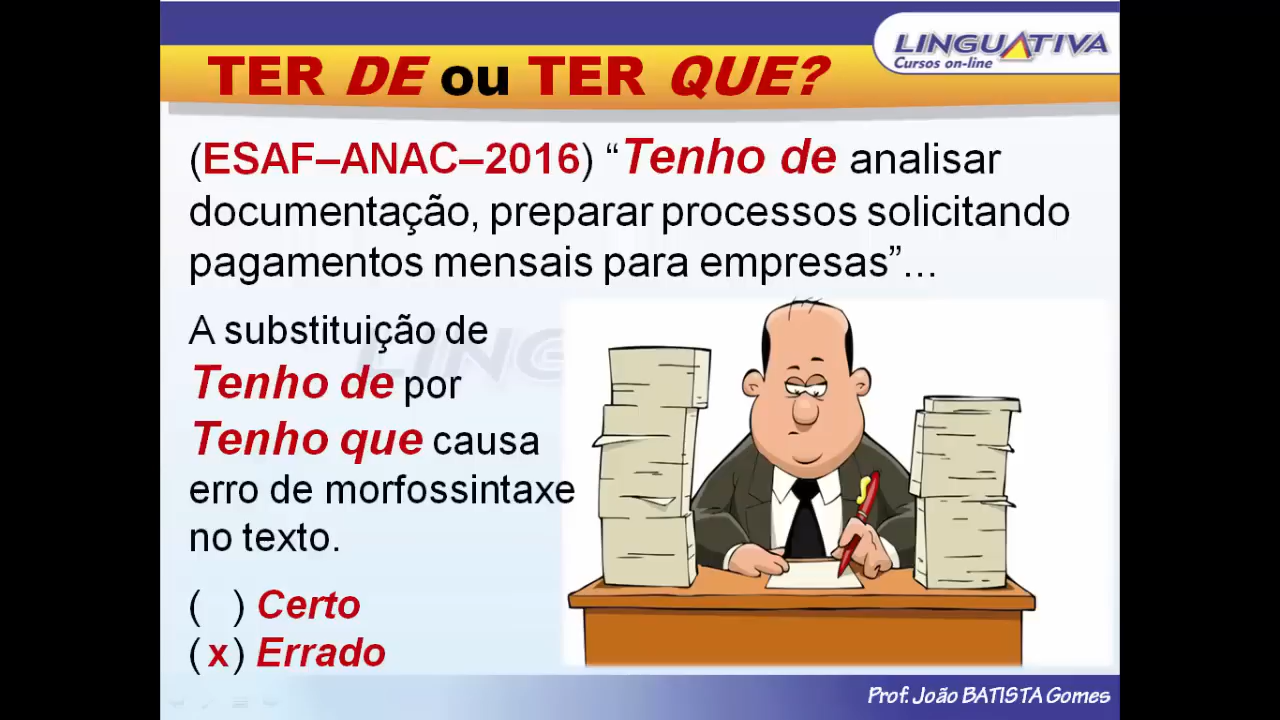 LINGUATIVA
Cursos on-line
TER DE ou TER QUE?
(ESAF–ANAC–2016) “Tenho de analisar
documentação, preparar processos solicitando
pagamentos mensais para empresas”...
A substituição de
Tenho de por
Tenho que causa
erro de morfossintaxe
no texto.
( ) Certo
(x) Errado
LING
Prof. João BATISTA Gomes